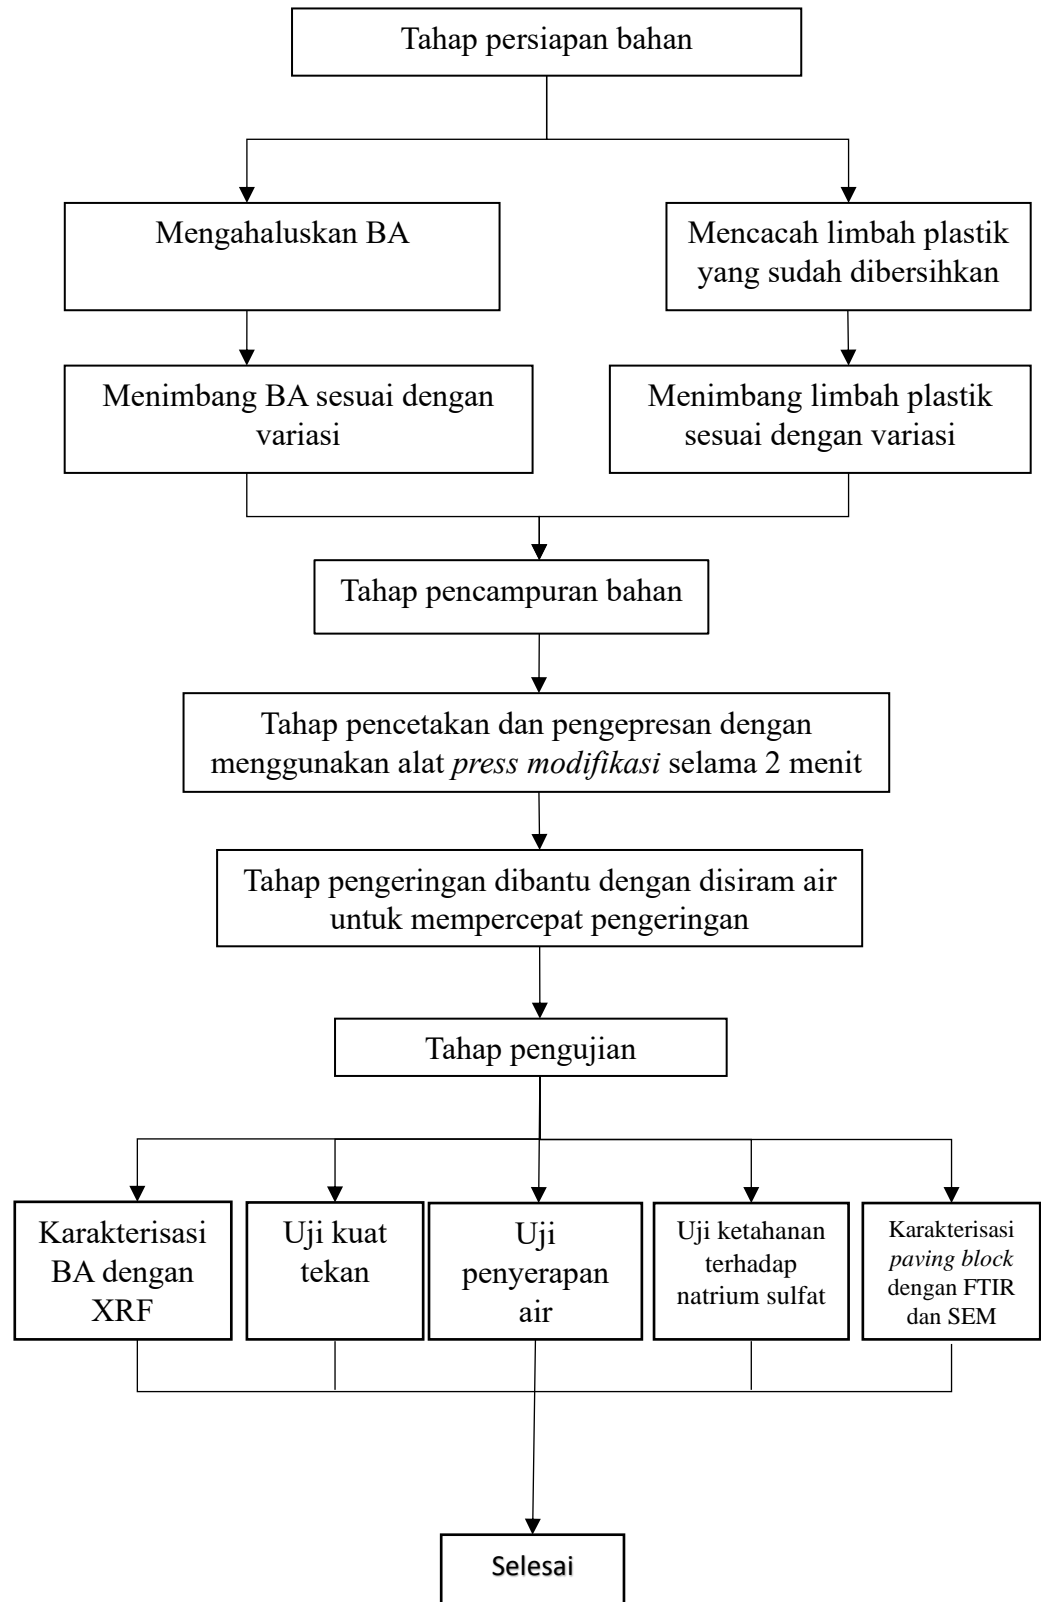 Tahap persiapan bahan
Mengahaluskan BA
Mencacah limbah plastik
yang sudah dibersihkan
Menimbang BA sesuai dengan
variasi
Menimbang limbah plastik
sesuai dengan variasi
Tahap pencampuran bahan
Tahap pencetakan dan pengepresan dengan
menggunakan alat press modifikasi selama 2 menit
Tahap pengeringan dibantu dengan disiram air
untuk mempercepat pengeringan
Tahap pengujian
Karakterisasi
BA dengan
XRF
Uji kuat
tekan
Uji
penyerapan
air
Uji ketahanan
terhadap
natrium sulfat
Karakterisasi
paving block
dengan FTIR
dan SEM
Selesai